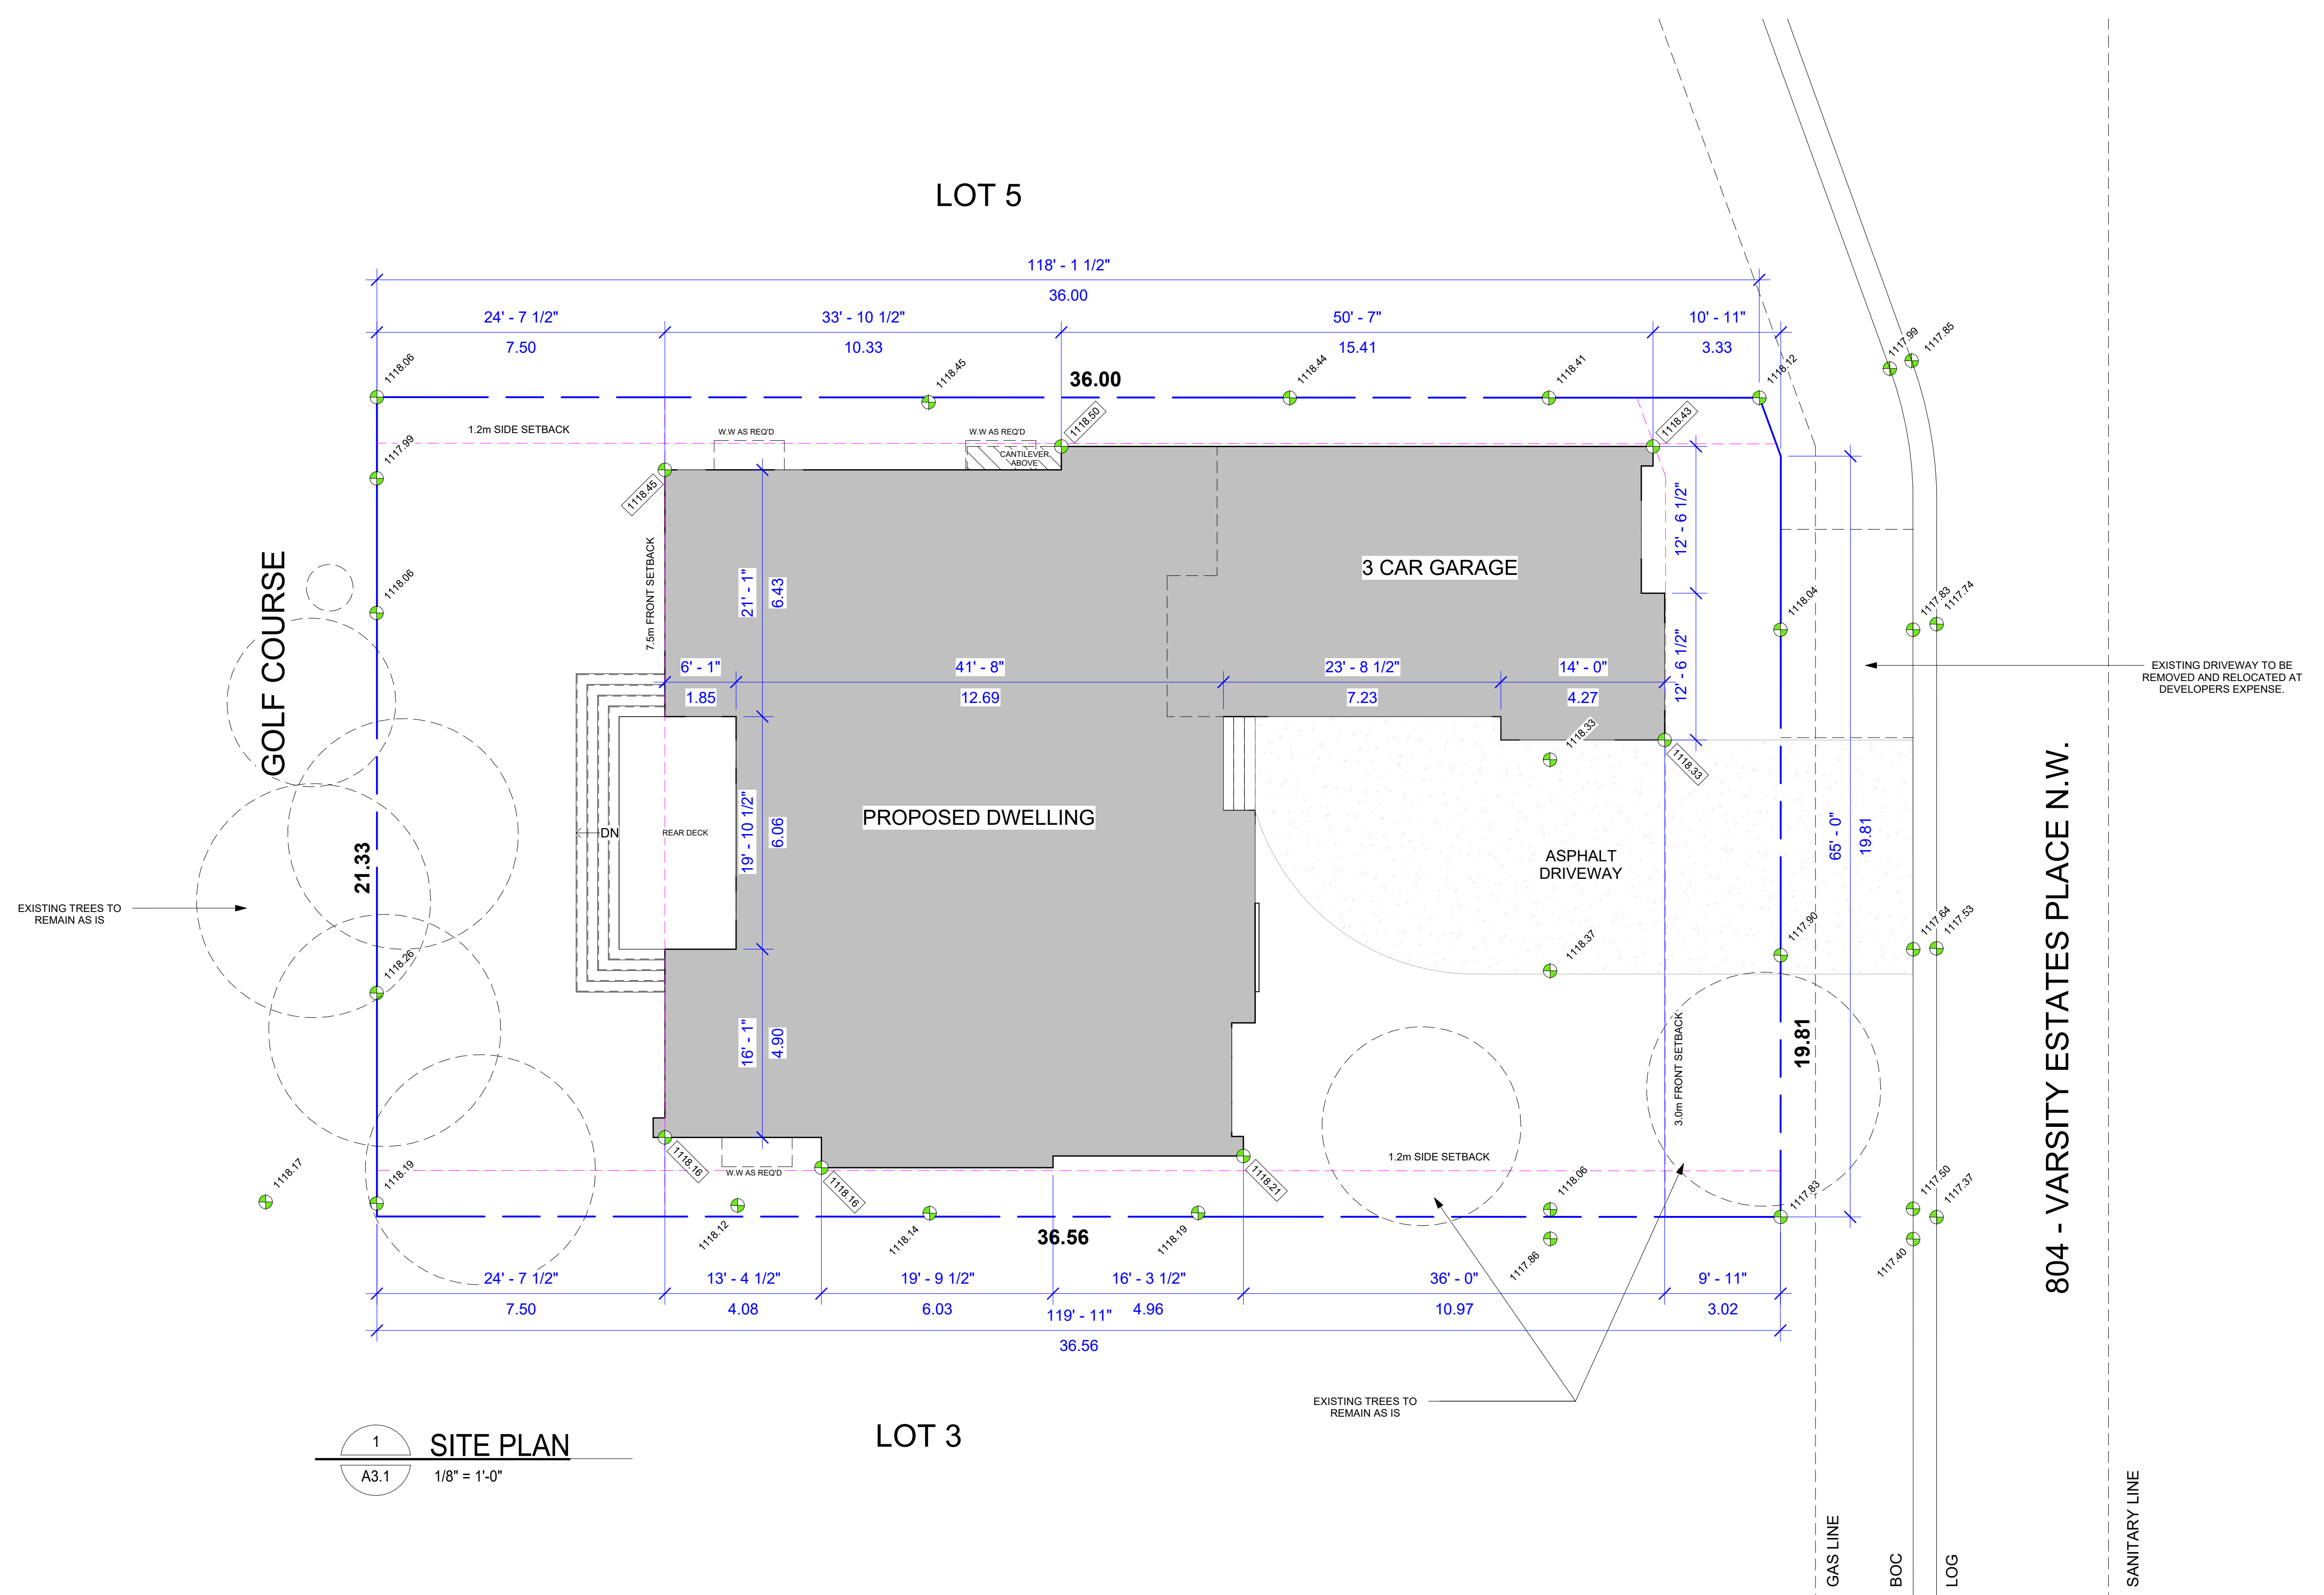 LOT 5
118' - 1 1/2"
36.00
24' - 7 1/2"
33' - 10 1/2"
50' - 7"
10' - 11"
7.50
10.33
15.41
3.33
1118.06
1118.45
36.00
1118.44
1118.41
1118.12
1117.99
1117.85
1.2m SIDE SETBACK
W.W AS REQ'D
W.W AS REQ'D
1118.50
1118.43
CANTILEVER
ABOVE
1117.99
1118.45
12' - 6 1/2"
3 CAR GARAGE
7.5m FRONT SETBACK
21' - 1"
6.43
1118.06
GOLF COURSE
1118.04
1117.83
1117.74
6' - 1"
41' - 8"
23' - 8 1/2"
14' - 0"
12' - 6 1/2"
1.85
12.69
7.23
4.27
EXISTING DRIVEWAY TO BE
REMOVED AND RELOCATED AT
DEVELOPERS EXPENSE.
1118.33
1118.33
PROPOSED DWELLING
DN
REAR DECK
19' - 10 1/2"
6.06
65' - 0"
19.81
ASPHALT
DRIVEWAY
21.33
EXISTING TREES TO
REMAIN AS IS
1118.26
1118.37
1117.90
1117.64
1117.53
804 - VARSITY ESTATES PLACE N.W.
16' - 1"
4.90
19.81
3.0m FRONT SETBACK
1118.17
1118.19
1118.16
W.W AS REQ'D
1118.16
1118.21
1.2m SIDE SETBACK
1118.06
1117.83
1117.50
1117.37
1118.12
1118.14
36.56
1118.19
1117.86
1117.40
24' - 7 1/2"
13' - 4 1/2"
19' - 9 1/2"
16' - 3 1/2"
36' - 0"
9' - 11"
7.50
4.08
6.03
4.96
10.97
3.02
119' - 11"
36.56
EXISTING TREES TO
REMAIN AS IS
LOT 3
1
SITE PLAN
A3.1
1/8" = 1'-0"
GAS LINE
BOC
LOG
SANITARY LINE